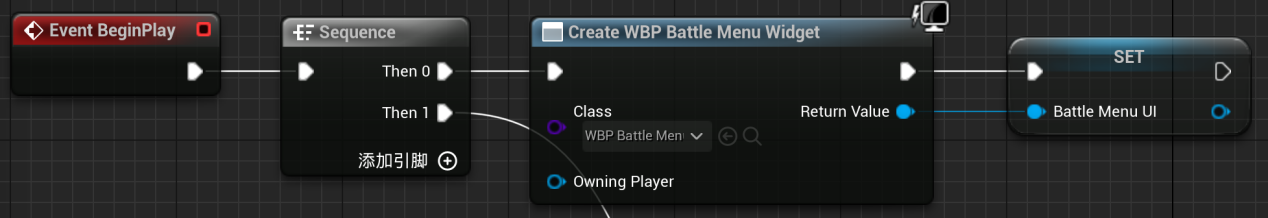 Event BeginPlay
Sequence
Then 0
Then 1
添加引脚
Create WBP Battle Menu Widget
Class
WBP Battle Men
Return Value
Owning Player
SET
Battle Menu UI